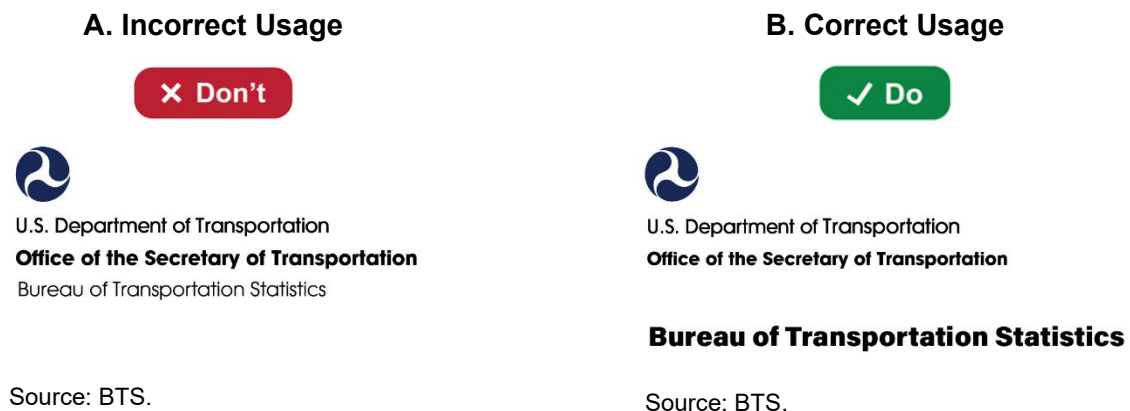 A. Incorrect Usage
✕ Don't
U.S. Department of Transportation
Office of the Secretary of Transportation
Bureau of Transportation Statistics
Source: BTS.
B. Correct Usage
✓ Do
U.S. Department of Transportation
Office of the Secretary of Transportation
Bureau of Transportation Statistics
Source: BTS.